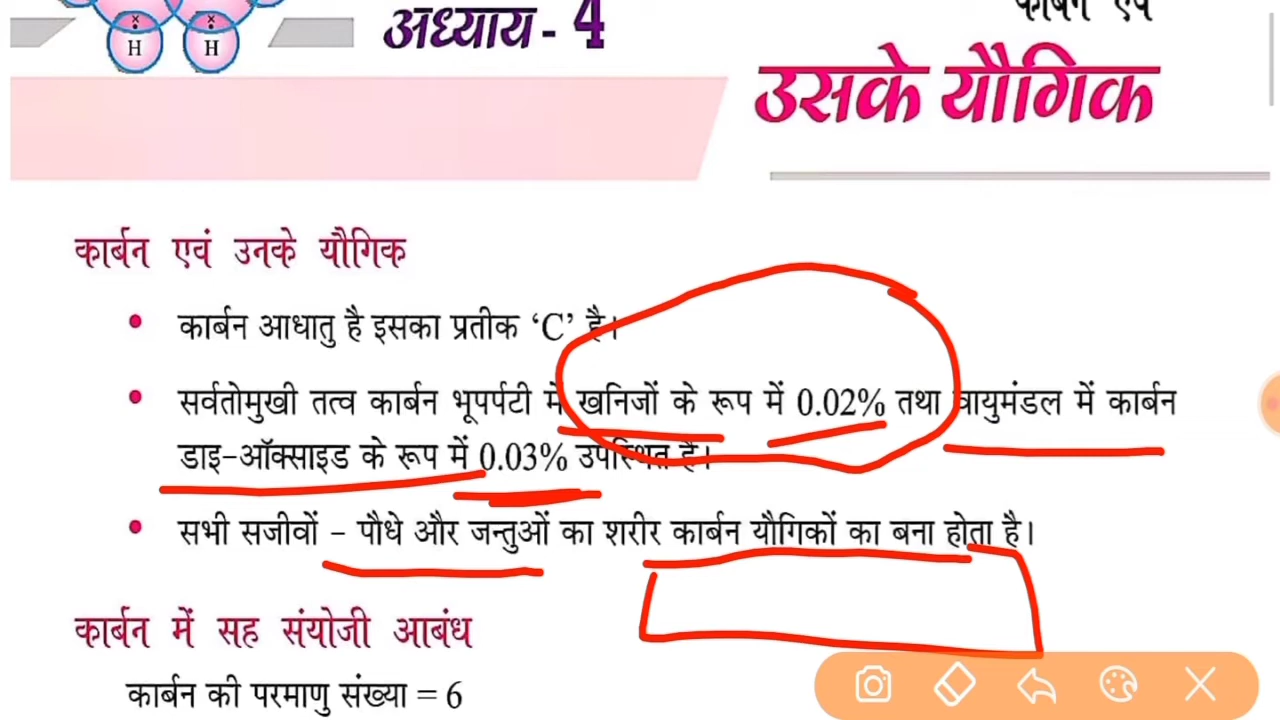 H H
अध्याय - 4
कार्बन एवं
उसके यौगिक
कार्बन एवं उनके यौगिक
• कार्बन आधातु है इसका प्रतीक ‘C’ है।
• सर्वतोमुखी तत्व कार्बन भूपर्पटी में खनिजों के रूप में 0.02% तथा वायुमंडल में कार्बन
डाइ-ऑक्साइड के रूप में 0.03% उपस्थित है।
• सभी सजीवों - पौधे और जन्तुओं का शरीर कार्बन यौगिकों का बना होता है।
कार्बन में सह संयोजी आबंध
कार्बन की परमाणु संख्या = 6